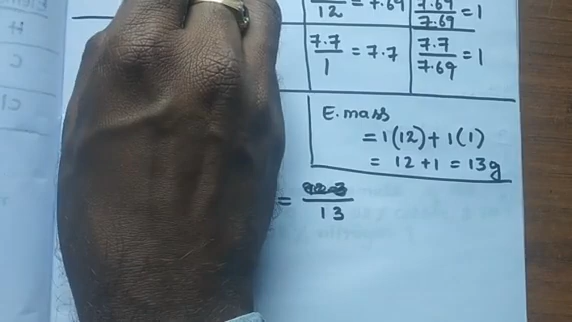 12 = 7.69 7.69/7.69 = 1
7.7/1 = 7.7 7.7/7.69 = 1
E. mass
= 1(12) + 1(1)
= 12 + 1 = 13g
= /13
H
C
Cl